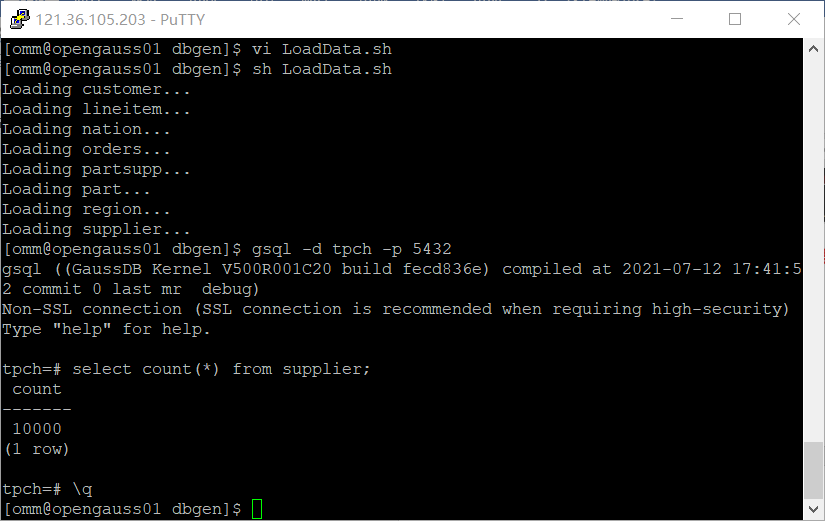 121.36.105.203 - PuTTY
[omm@opengauss01 dbgen]$ vi LoadData.sh
[omm@opengauss01 dbgen]$ sh LoadData.sh
Loading customer...
Loading lineitem...
Loading nation...
Loading orders...
Loading partsupp...
Loading part...
Loading region...
Loading supplier...
[omm@opengauss01 dbgen]$ gsql -d tpch -p 5432
gsql ((GaussDB Kernel V500R001C20 build fecd836e) compiled at 2021-07-12 17:41:5
2 commit 0 last mr  debug)
Non-SSL connection (SSL connection is recommended when requiring high-security)
Type "help" for help.
tpch=# select count(*) from supplier;
 count
-------
 10000
(1 row)
tpch=# \q
[omm@opengauss01 dbgen]$